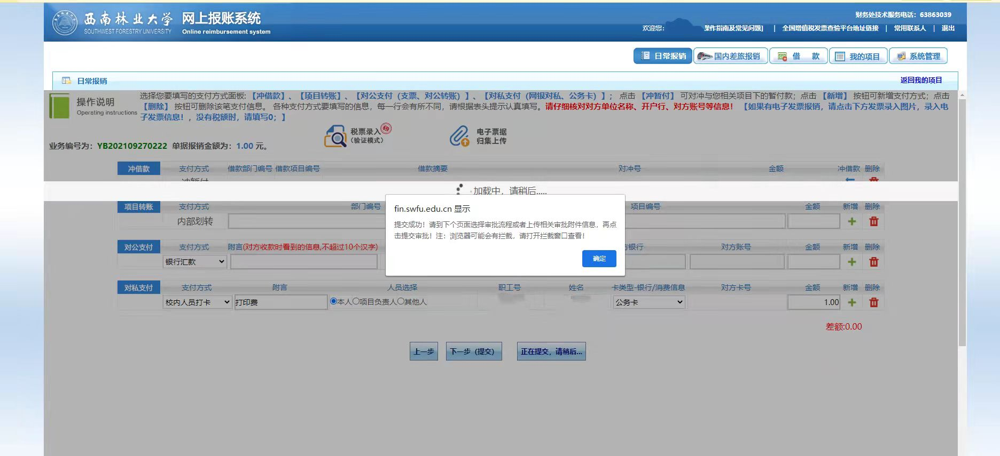 西南林业大学 网上报账系统
SOUTHWEST FORESTRY UNIVERSITY Online reimbursement system
财务处技术服务电话：63863039
欢迎您： 操作指南及常见问题] | 全国增值税发票查验平台地址链接 | 常用联系人 | 退出
日常报销 国内差旅报销 借 款 我的项目 系统管理
日常报销 返回我的项目
操作说明
Operating instructions
选择您要填写的支付方式面板:【冲借款】、【项目转账】、【对公支付（支票、对公转账）】、【对私支付（网银对私、公务卡）】；点击 【冲暂付】 可对冲与您相关项目下的暂付款；点击 【新增】 按钮可新增支付方式；点击
【删除】 按钮可删除该笔支付信息。 各种支付方式要填写的信息，每一行会有所不同，请根据表头提示认真填写。请仔细核对对方单位名称、开户行、对方账号等信息！ 【如果有电子发票报销，请点击下方发票录入图片，录入电
子发票信息！，没有税额时，请填写0；】
税票录入
（验证模式）
电子票据
归集上传
业务编号为：YB202109270222 单据报销金额为：1.00 元。
冲借款 支付方式 借款部门编号 借款项目编号 借款摘要 对冲号 金额 冲借款 删除
冲暂付
加载中，请稍后.....
项目转账 支付方式 部门编号 项目编号 金额 新增 删除
内部划转
fin.swfu.edu.cn 显示
提交成功！请到下个页面选择审批流程或者上传相关审批附件信息，再点
击提交审批！注：浏览器可能会有拦截，请打开拦截窗口查看！
确定
对公支付 支付方式 附言(对方收款时看到的信息,不超过10个汉字) 银行 对方账号 金额 新增 删除
银行汇款
对私支付 支付方式 附言 人员选择 职工号 姓名 卡类型-银行/消费信息 对方卡号 金额 新增 删除
校内人员打卡 打印费 本人 项目负责人 其他人 公务卡 1.00
差额:0.00
上一步 下一步（提交） 正在提交，请稍后...